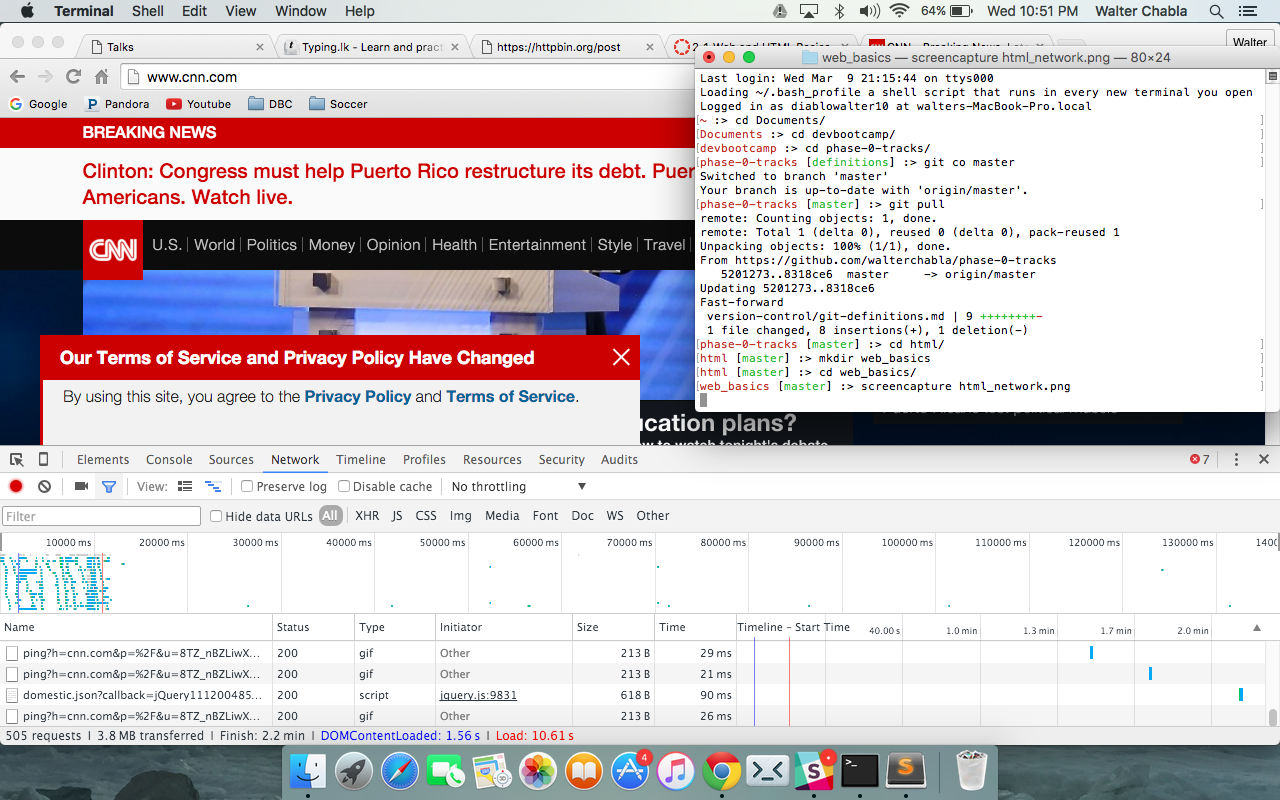 Terminal Shell Edit View Window Help 64% Wed 10:51 PM Walter Chabla
Talks Typing.lk - Learn and pract https://httpbin.org/post Walter
www.cnn.com
Google Pandora Youtube DBC Soccer
BREAKING NEWS
Clinton: Congress must help Puerto Rico restructure its debt.
Americans. Watch live.
CNN U.S. World Politics Money Opinion Health Entertainment Style Travel
Our Terms of Service and Privacy Policy Have Changed
By using this site, you agree to the Privacy Policy and Terms of Service.
ucation plans?
web_basics — screencapture html_network.png — 80×24
Last login: Wed Mar  9 21:15:44 on ttys000
Loading ~/.bash_profile a shell script that runs in every new terminal you open
Logged in as diablowalter10 at walters-MacBook-Pro.local
[~ :> cd Documents/ ]
[Documents :> cd devbootcamp/ ]
[devbootcamp :> cd phase-0-tracks/ ]
[phase-0-tracks [definitions] :> git co master ]
Switched to branch 'master'
Your branch is up-to-date with 'origin/master'.
[phase-0-tracks [master] :> git pull ]
remote: Counting objects: 1, done.
remote: Total 1 (delta 0), reused 0 (delta 0), pack-reused 1
Unpacking objects: 100% (1/1), done.
From https://github.com/walterchabla/phase-0-tracks
5201273..8318ce6  master     -> origin/master
Updating 5201273..8318ce6
Fast-forward
version-control/git-definitions.md | 9 ++++++++-
1 file changed, 8 insertions(+), 1 deletion(-)
[phase-0-tracks [master] :> cd html/ ]
[html [master] :> mkdir web_basics ]
[html [master] :> cd web_basics/ ]
[web_basics [master] :> screencapture html_network.png ]
Elements Console Sources Network Timeline Profiles Resources Security Audits 7
View: Preserve log Disable cache No throttling
Filter Hide data URLs All XHR JS CSS Img Media Font Doc WS Other
10000 ms 20000 ms 30000 ms 40000 ms 50000 ms 60000 ms 70000 ms 80000 ms 90000 ms 100000 ms 110000 ms 120000 ms 130000 ms 140
Name Status Type Initiator Size Time Timeline – Start Time 40.00 s 1.0 min 1.3 min 1.7 min 2.0 min
ping?h=cnn.com&p=%2F&u=8TZ_nBZLiwX... 200 gif Other 213 B 29 ms
ping?h=cnn.com&p=%2F&u=8TZ_nBZLiwX... 200 gif Other 213 B 21 ms
domestic.json?callback=jQuery111200485... 200 script jquery.js:9831 618 B 90 ms
ping?h=cnn.com&p=%2F&u=8TZ_nBZLiwX... 200 gif Other 213 B 26 ms
505 requests | 3.8 MB transferred | Finish: 2.2 min | DOMContentLoaded: 1.56 s | Load: 10.61 s
4